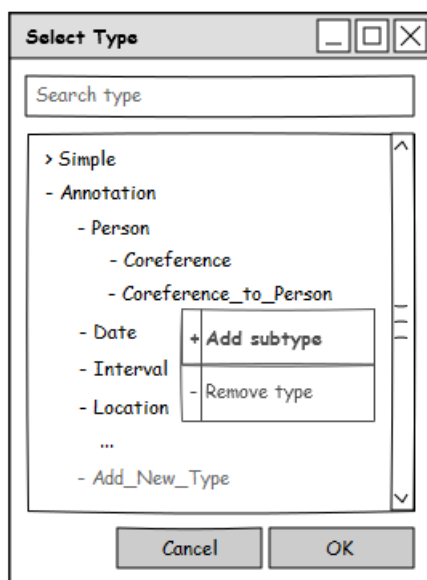 Select Type
Search type
> Simple
- Annotation
- Person
- Coreference
- Coreference_to_Person
- Date
+ Add subtype
- Interval
- Remove type
- Location
...
- Add_New_Type
Cancel OK